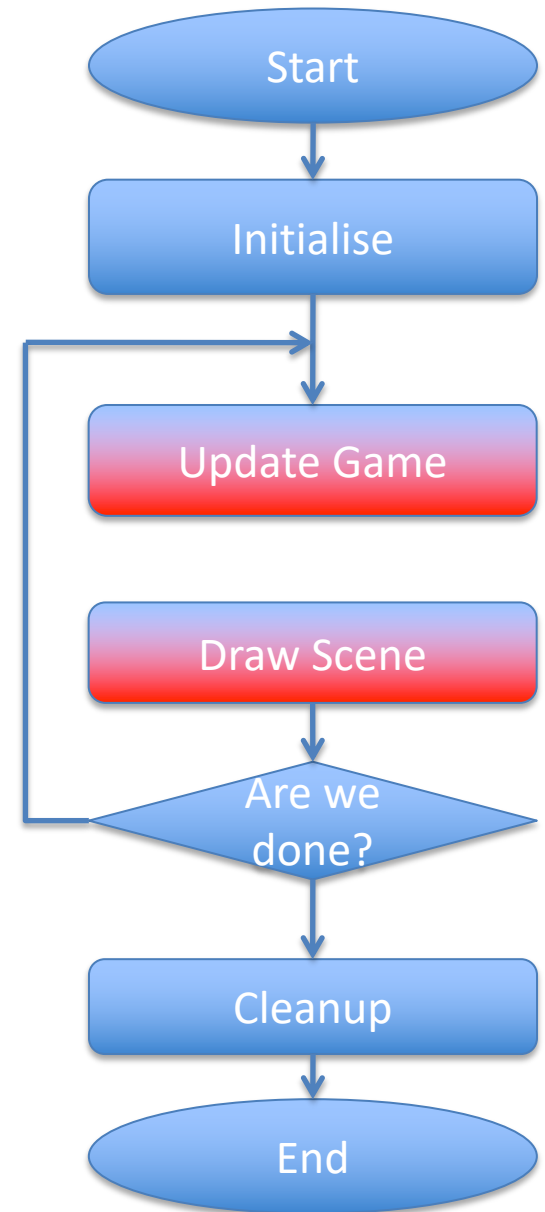 Start
Initialise
Update Game
Draw Scene
Are we
done?
Cleanup
End